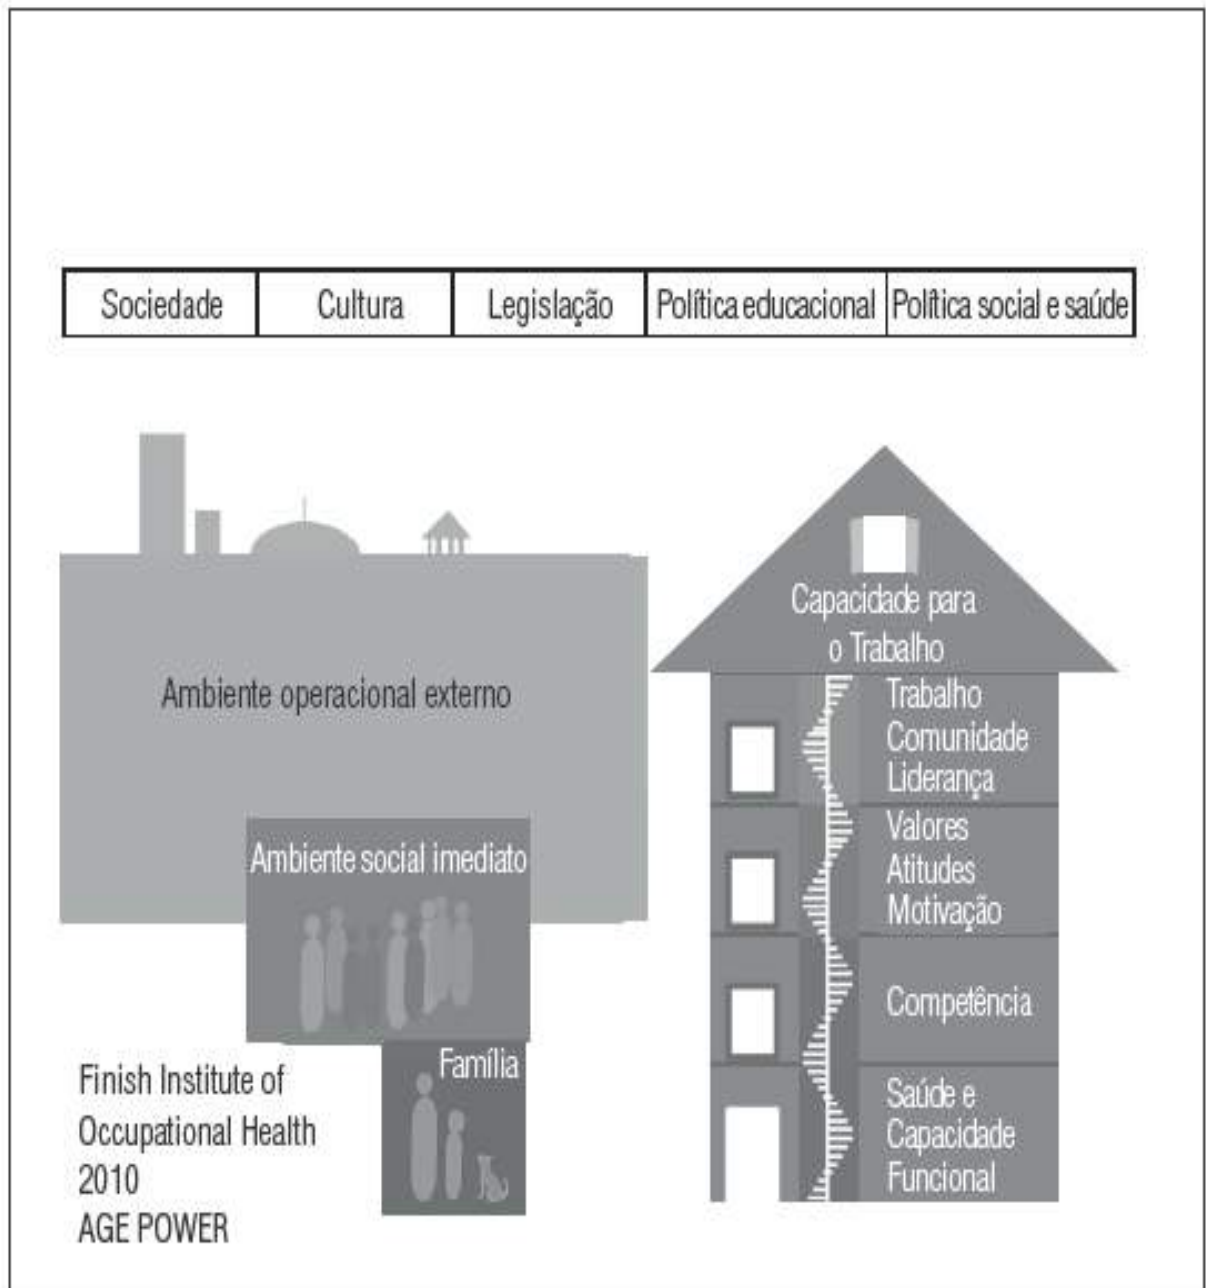 Sociedade
Cultura
Legislação
Política educacional
Política social e saúde
Ambiente operacional externo
Ambiente social imediato
Família
Finish Institute of
Occupational Health
2010
AGE POWER
Capacidade para
o Trabalho
Trabalho
Comunidade
Liderança
Valores
Atitudes
Motivação
Competência
Saúde e
Capacidade
Funcional